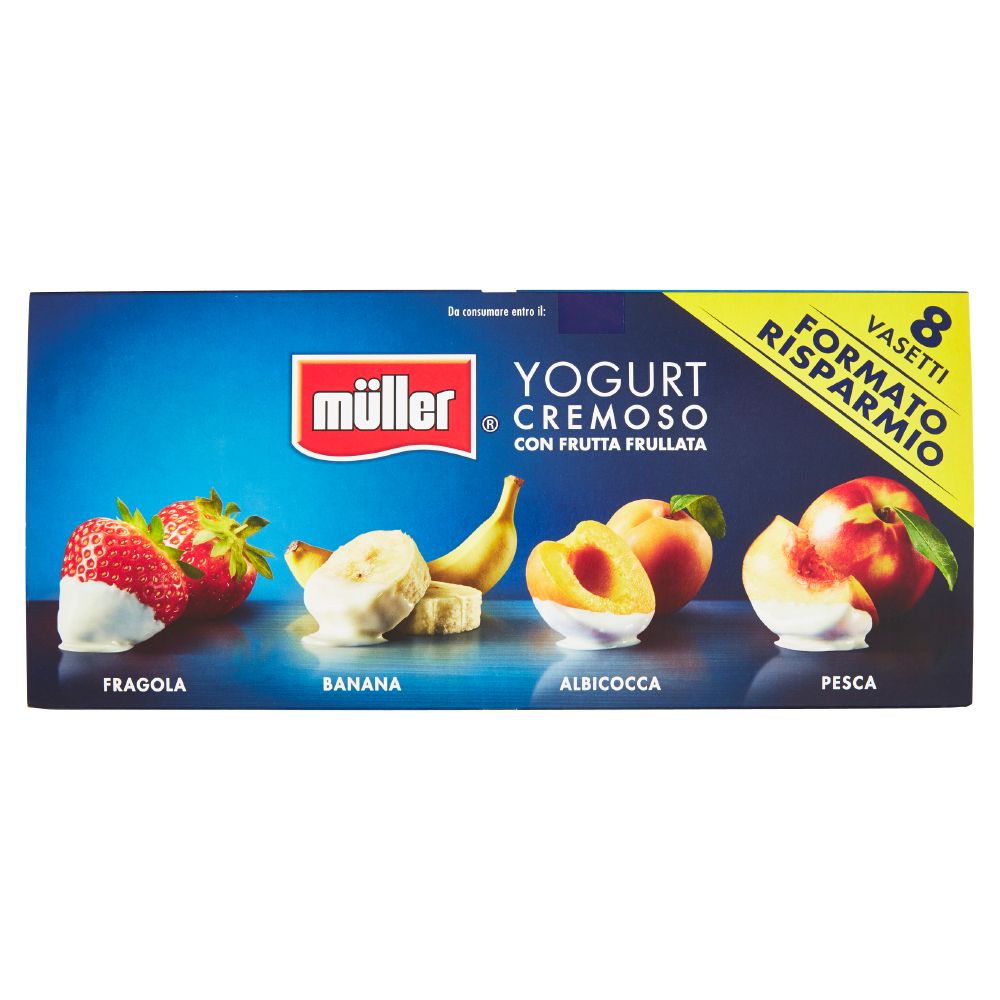 Da consumare entro il:
müller
®
YOGURT
CREMOSO
CON FRUTTA FRULLATA
8
VASETTI
FORMATO
RISPARMIO
FRAGOLA
BANANA
ALBICOCCA
PESCA